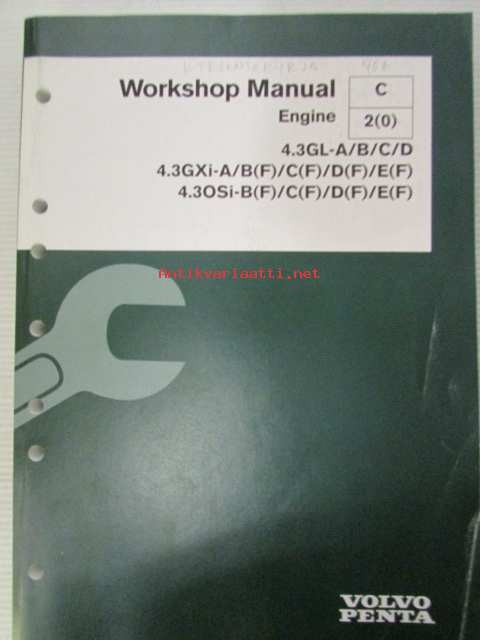 Workshop Manual
C
Engine
2(0)
4.3GL-A/B/C/D
4.3GXi-A/B(F)/C(F)/D(F)/E(F)
4.3OSi-B(F)/C(F)/D(F)/E(F)
Antikvariaatti.net
VOLVO
PENTA